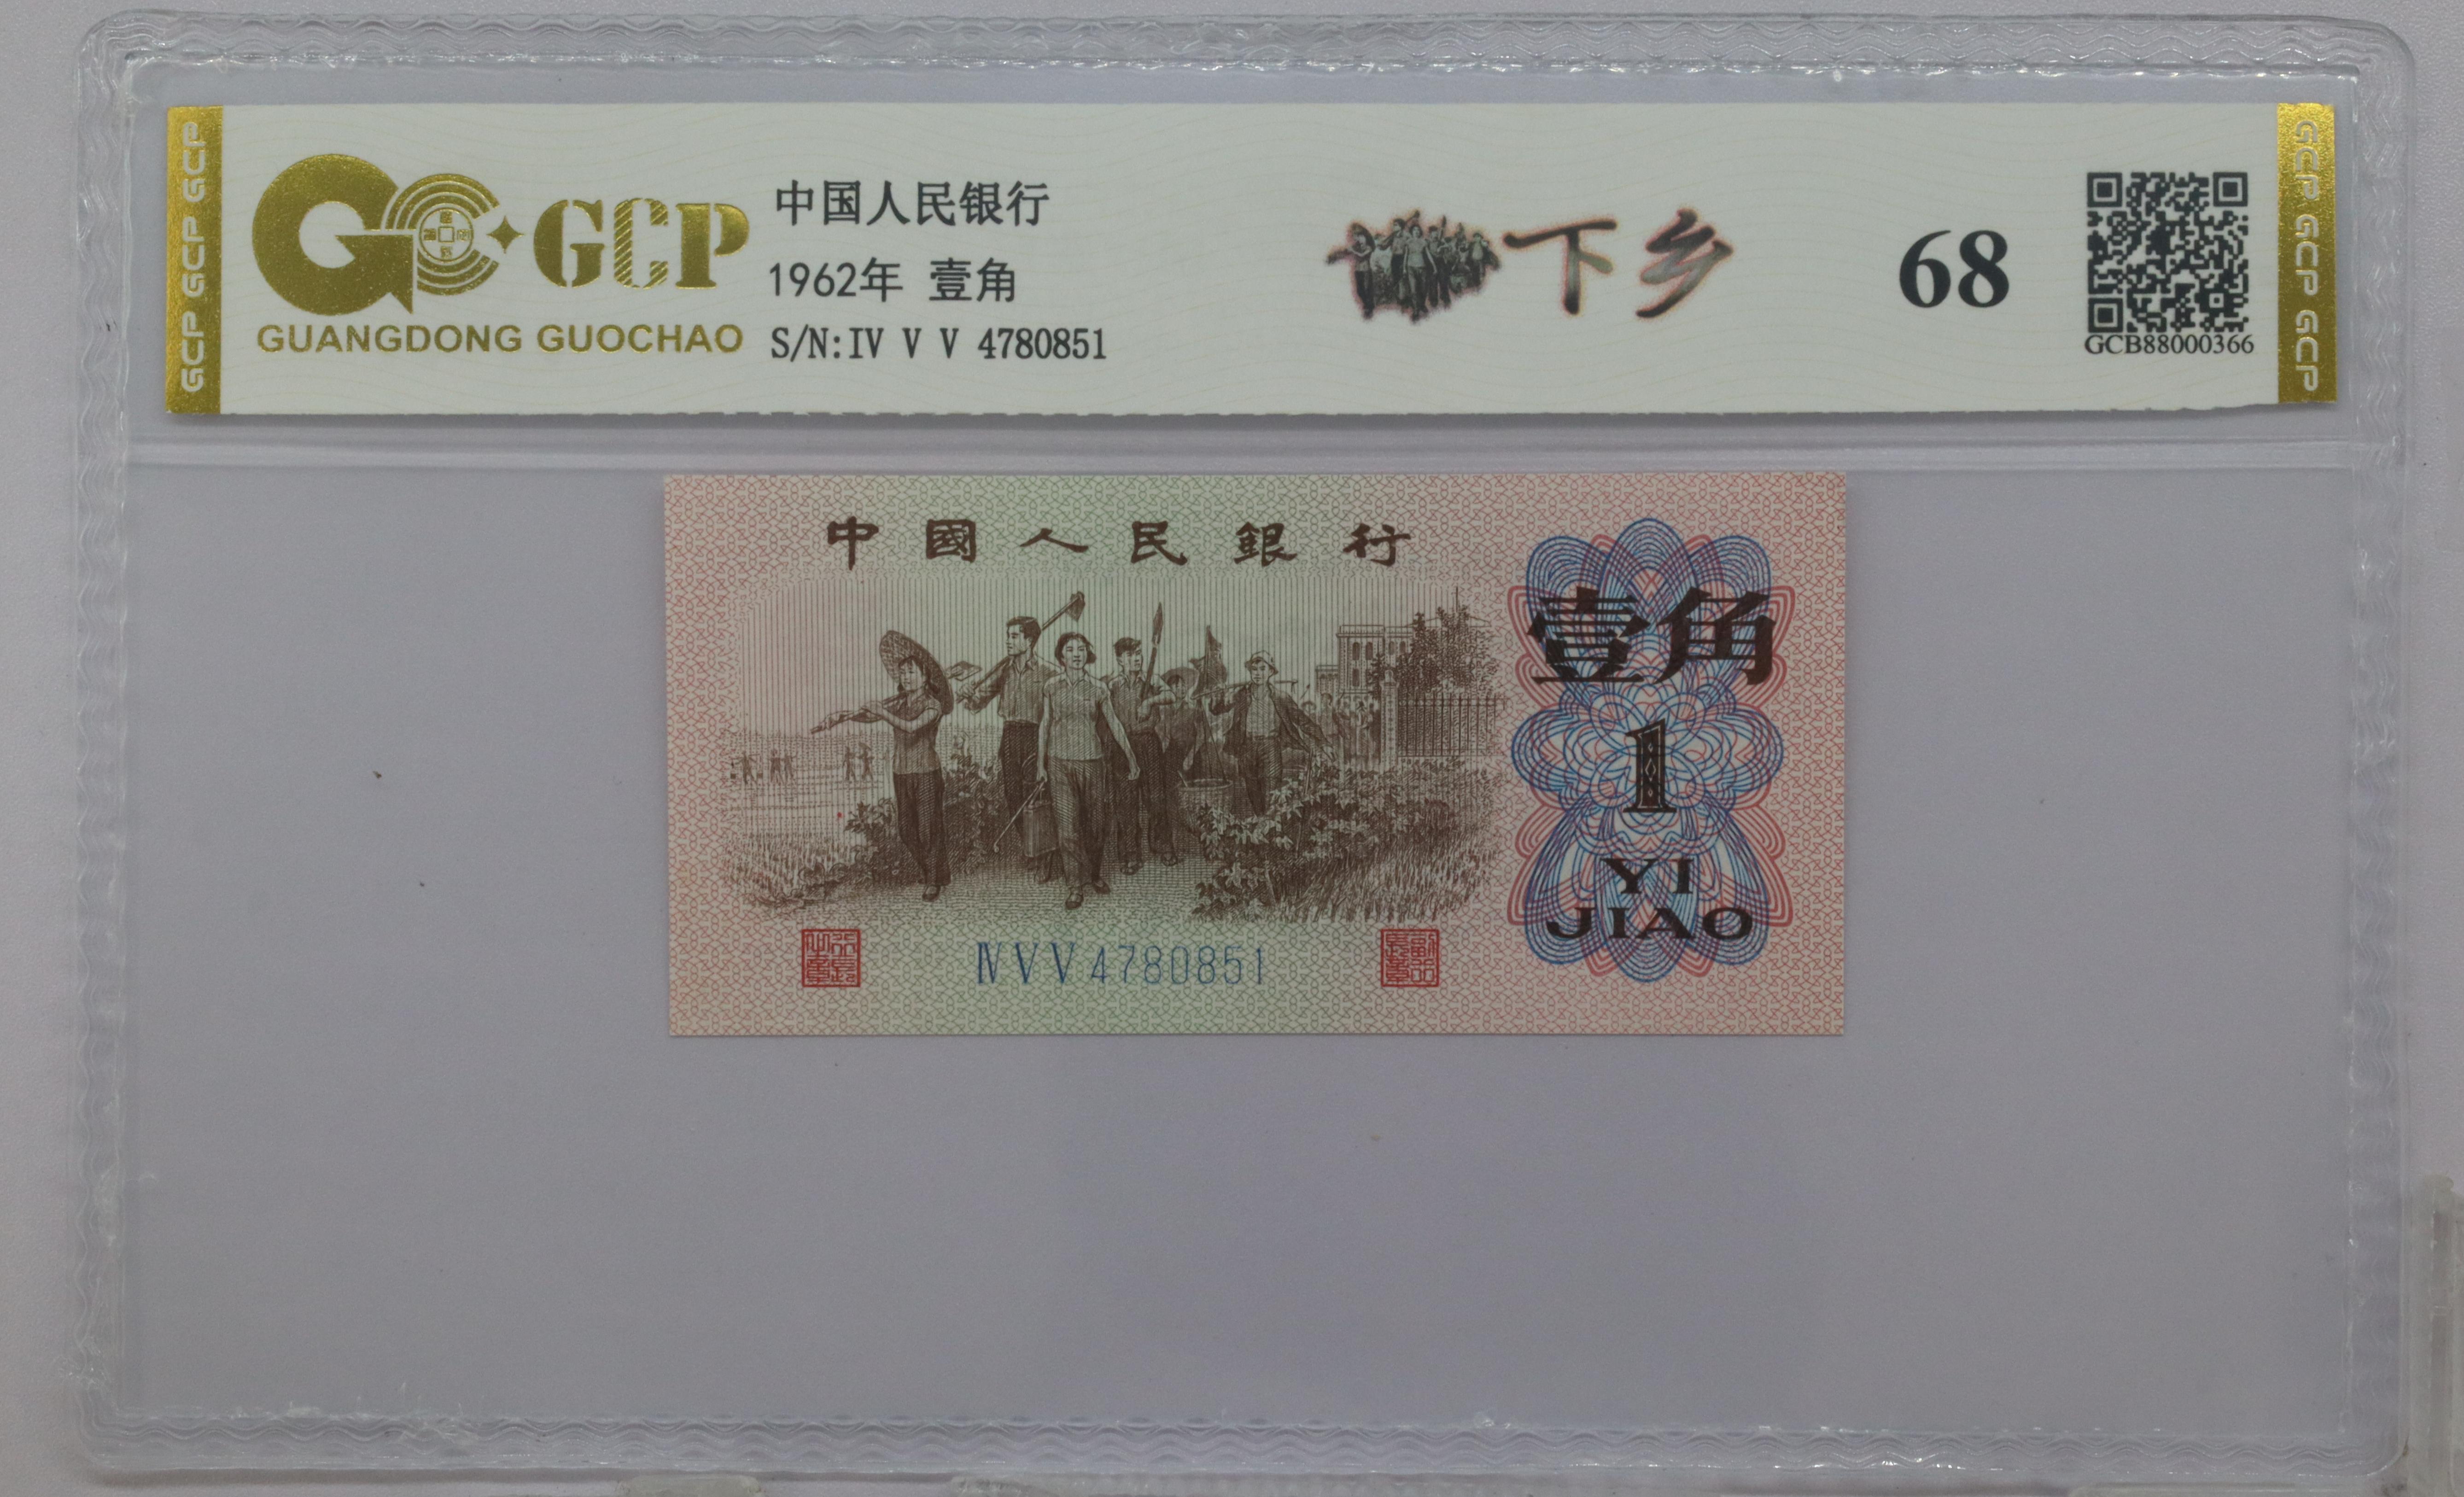 GCP GCP GCP
GCP
GUANGDONG GUOCHAO
中国人民银行
1962年 壹角
S/N:IV V V 4780851
下乡
68
GCB88000366
GCP GCP GCP
中國人民銀行
壹角
1
YI
JIAO
Ⅳ V V 4780851